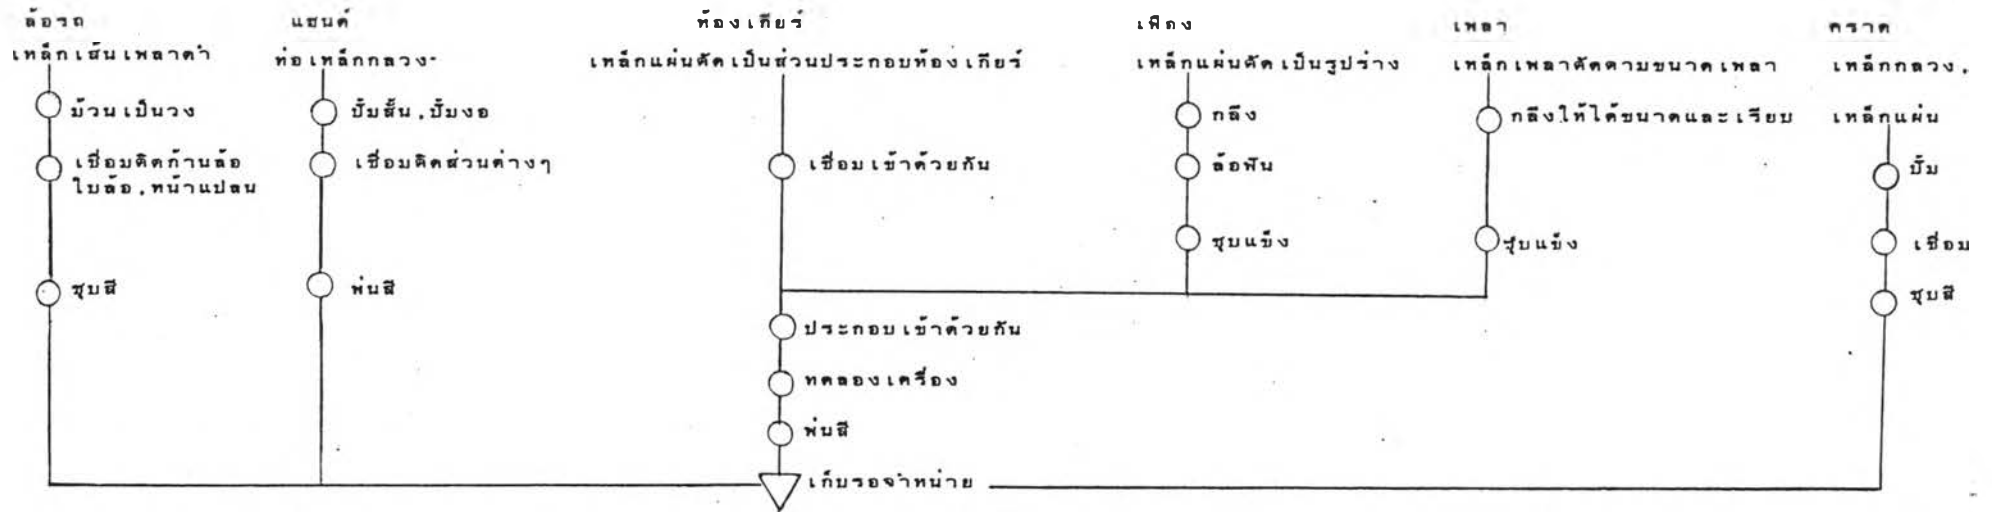 ล้อรถ
เหล็กเส้นเพลาดำ
ม้วนเป็นวง
เชื่อมติดก้านล้อ
ใบล้อ,หน้าแปลน
ชุบสี
แฮนด์
ท่อเหล็กกลวง
ปั๊มสั้น,ปั๊มงอ
เชื่อมติดส่วนต่างๆ
พ่นสี
ห้องเกียร์
เหล็กแผ่นตัดเป็นส่วนประกอบห้องเกียร์
เชื่อมเข้าด้วยกัน
ประกอบเข้าด้วยกัน
ทดลองเครื่อง
พ่นสี
เก็บรอจำหน่าย
เฟือง
เหล็กแผ่นตัดเป็นรูปร่าง
กลึง
ล้อฟัน
ชุบแข็ง
เพลา
เหล็กเพลาตัดตามขนาดเพลา
กลึงให้ได้ขนาดและเรียบ
ชุบแข็ง
คราด
เหล็กกลวง,
เหล็กแผ่น
ปั๊ม
เชื่อม
ชุบสี